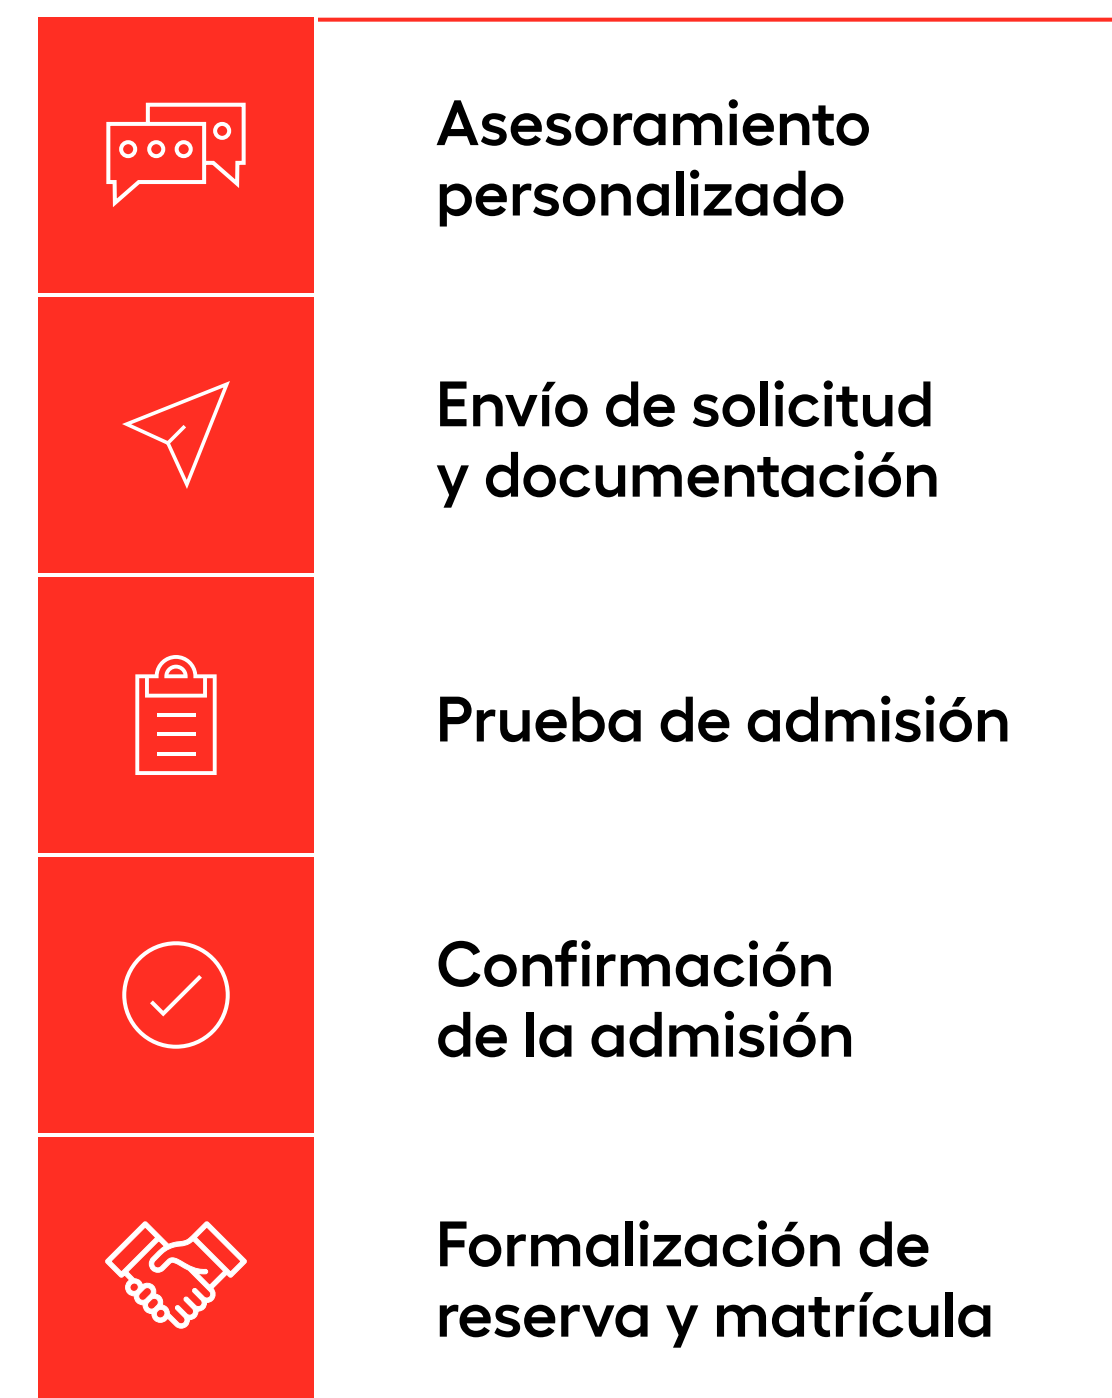 Asesoramiento
personalizado
Envío de solicitud
y documentación
Prueba de admisión
Confirmación
de la admisión
Formalización de
reserva y matrícula